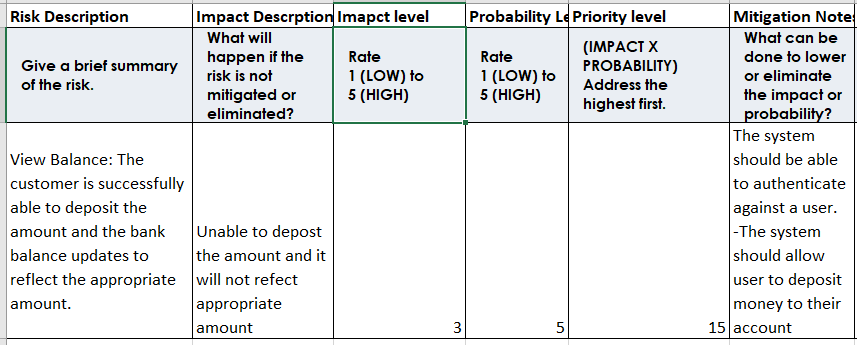 Risk Description
Impact Descrption
Imapct level
Probability Le
Priority level
Mitigation Note
Give a brief summary
of the risk.
What will
happen if the
risk is not
mitigated or
eliminated?
Rate
1 (LOW) to
5 (HIGH)
Rate
1 (LOW) to
5 (HIGH)
(IMPACT X
PROBABILITY)
Address the
highest first.
What can be
done to lower
or eliminate
the impact or
probability?
View Balance: The
customer is successfully
able to deposit the
amount and the bank
balance updates to
reflect the appropriate
amount.
Unable to depost
the amount and it
will not refect
appropriate
amount
3
5
15
The system
should be able
to authenticate
against a user.
-The system
should allow
user to deposit
money to their
account